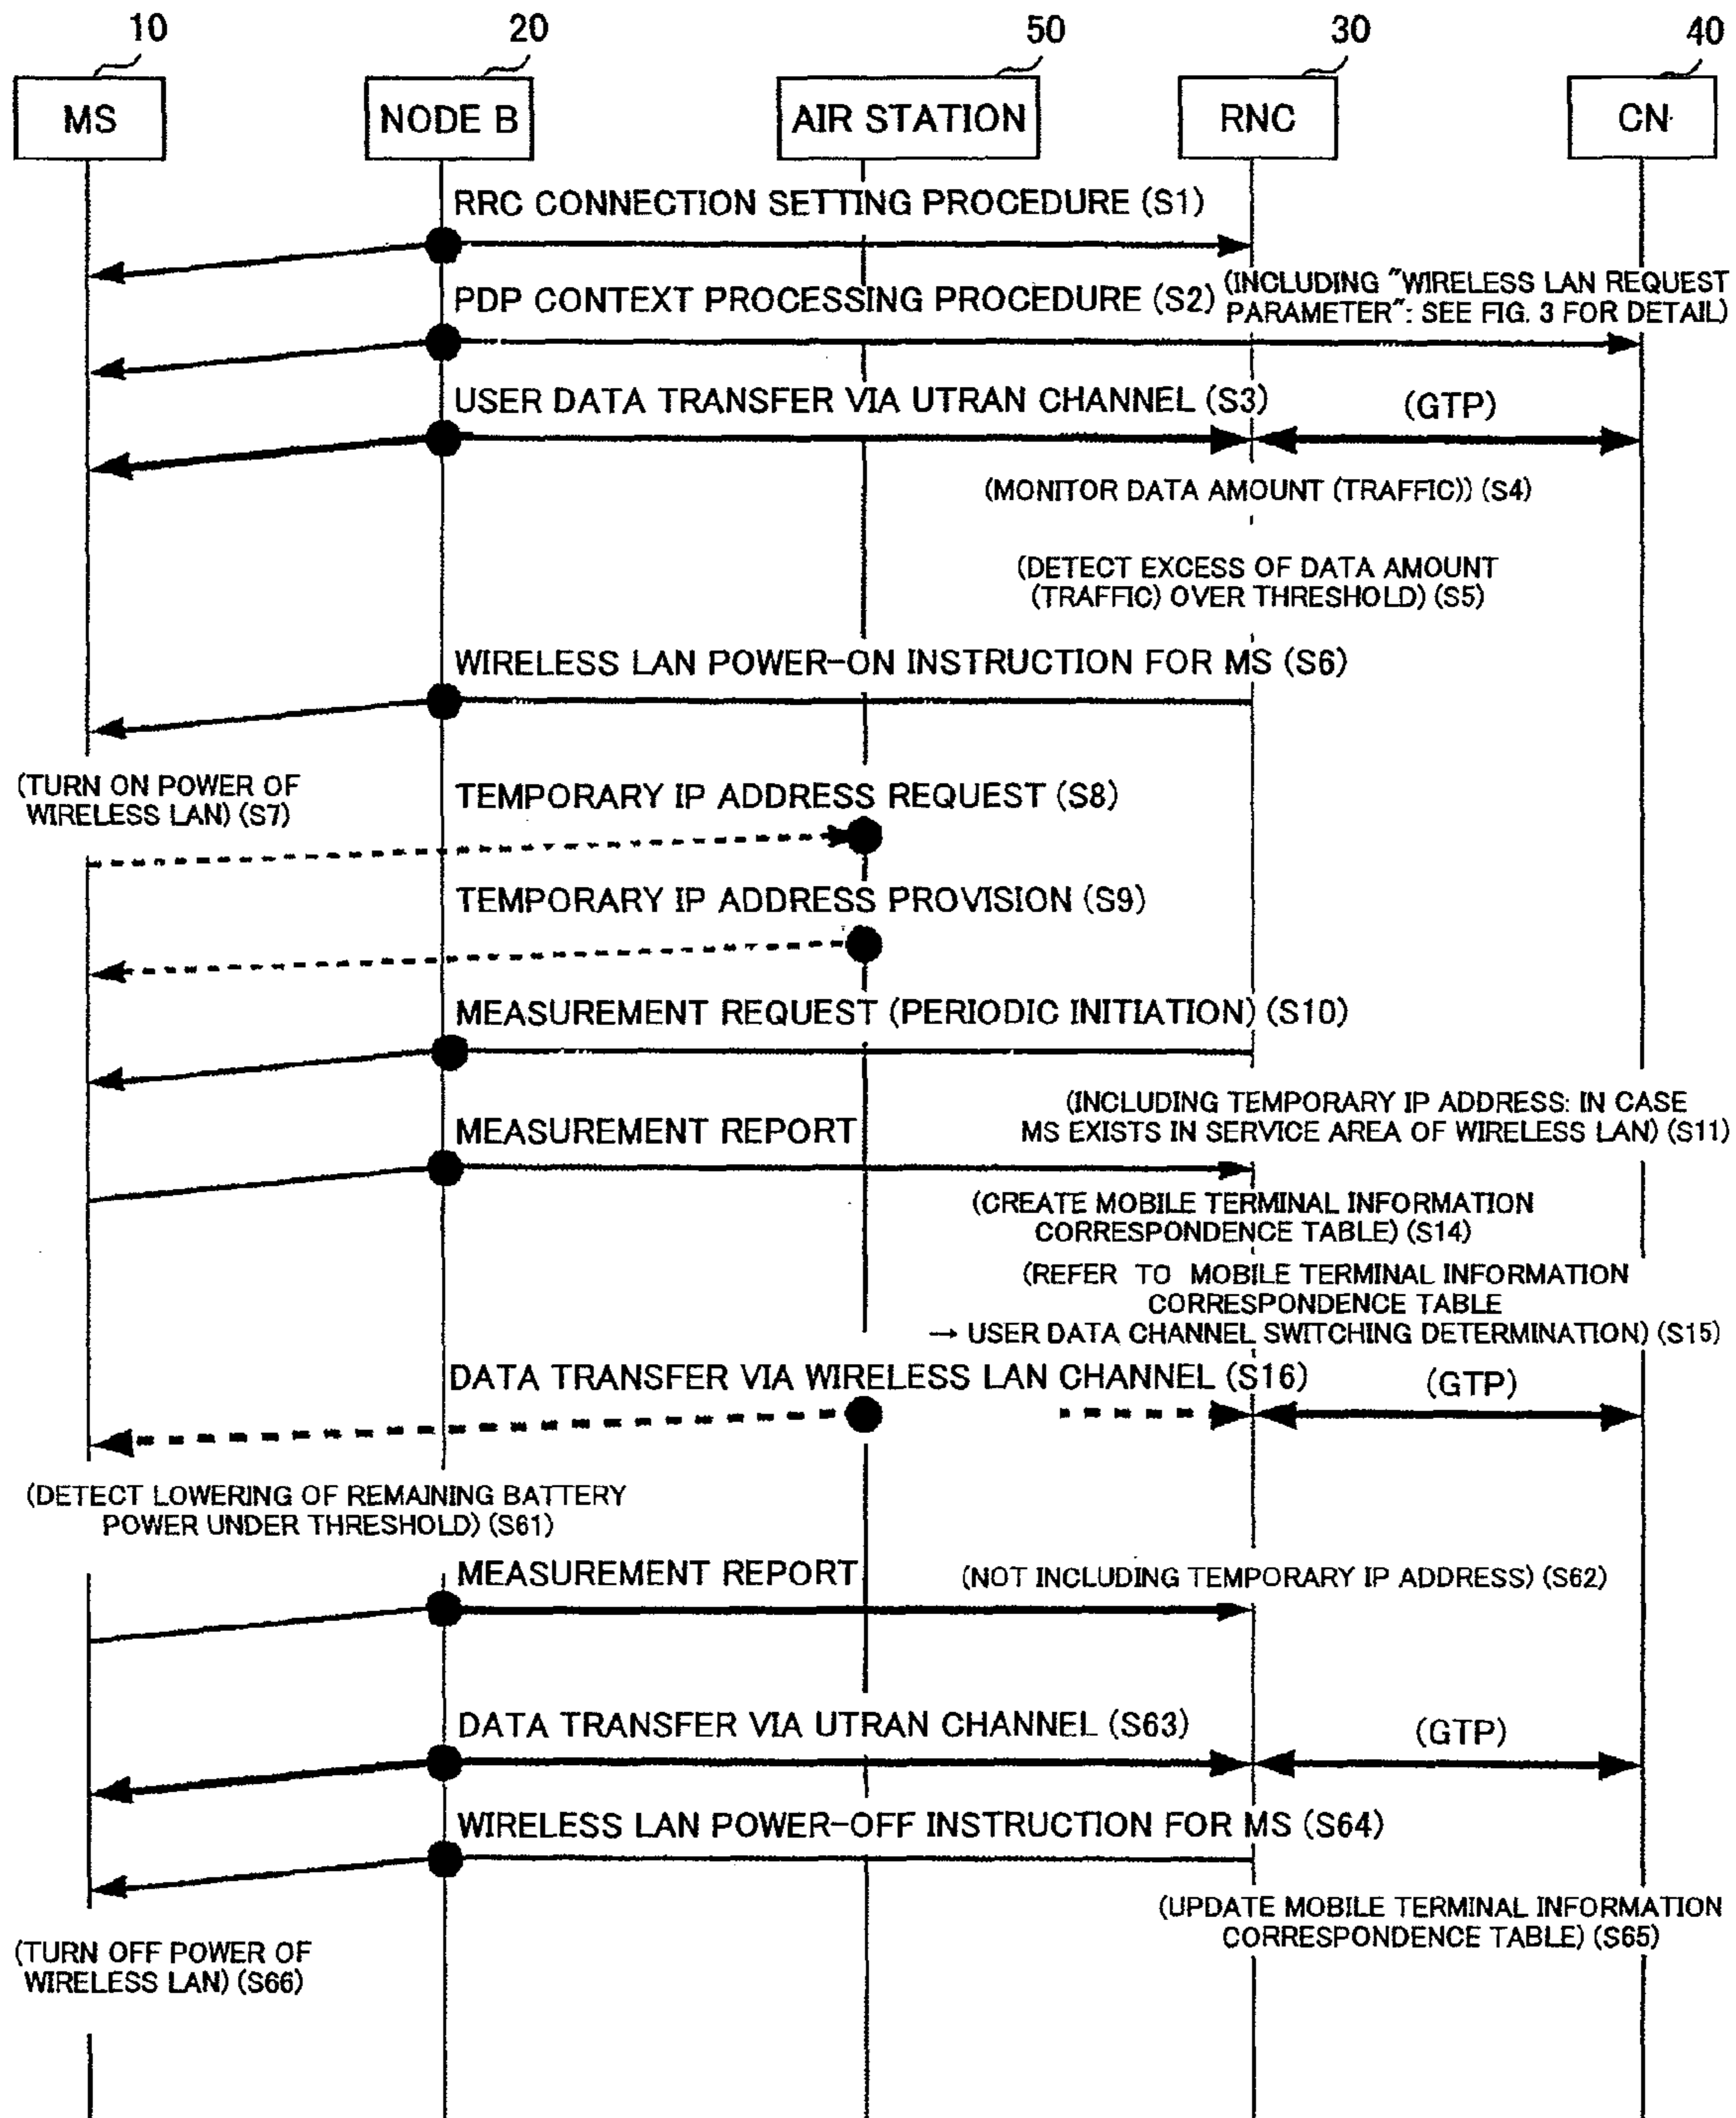 10
20
50
30
40
MS
NODE B
AIR STATION
RNC
CN
RRC CONNECTION SETTING PROCEDURE (S1)
PDP CONTEXT PROCESSING PROCEDURE (S2)
(INCLUDING "WIRELESS LAN REQUEST
PARAMETER": SEE FIG. 3 FOR DETAIL)
USER DATA TRANSFER VIA UTRAN CHANNEL (S3)
(GTP)
(MONITOR DATA AMOUNT (TRAFFIC)) (S4)
(DETECT EXCESS OF DATA AMOUNT
(TRAFFIC) OVER THRESHOLD) (S5)
WIRELESS LAN POWER-ON INSTRUCTION FOR MS (S6)
(TURN ON POWER OF
WIRELESS LAN) (S7)
TEMPORARY IP ADDRESS REQUEST (S8)
TEMPORARY IP ADDRESS PROVISION (S9)
MEASUREMENT REQUEST (PERIODIC INITIATION) (S10)
(INCLUDING TEMPORARY IP ADDRESS: IN CASE
MS EXISTS IN SERVICE AREA OF WIRELESS LAN) (S11)
MEASUREMENT REPORT
(CREATE MOBILE TERMINAL INFORMATION
CORRESPONDENCE TABLE) (S14)
(REFER TO MOBILE TERMINAL INFORMATION
CORRESPONDENCE TABLE
→ USER DATA CHANNEL SWITCHING DETERMINATION) (S15)
DATA TRANSFER VIA WIRELESS LAN CHANNEL (S16)
(GTP)
(DETECT LOWERING OF REMAINING BATTERY
POWER UNDER THRESHOLD) (S61)
MEASUREMENT REPORT
(NOT INCLUDING TEMPORARY IP ADDRESS) (S62)
DATA TRANSFER VIA UTRAN CHANNEL (S63)
(GTP)
WIRELESS LAN POWER-OFF INSTRUCTION FOR MS (S64)
(UPDATE MOBILE TERMINAL INFORMATION
CORRESPONDENCE TABLE) (S65)
(TURN OFF POWER OF
WIRELESS LAN) (S66)